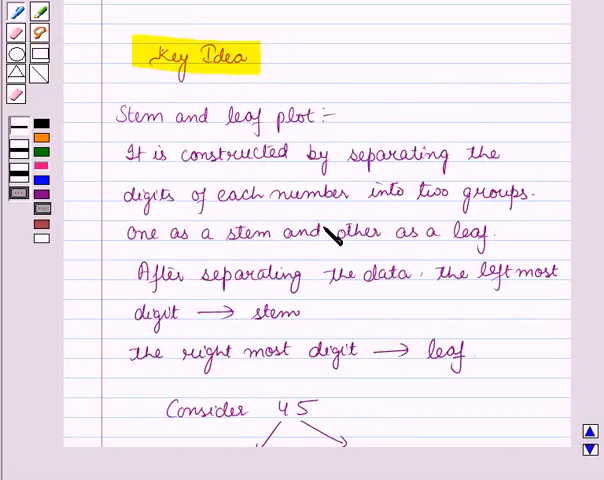 Key Idea
Stem and leaf plot :-
It is constructed by separating the
digits of each number into two groups.
One as a stem and other as a leaf.
After separating the data, the left most
digit → stem
the right most digit → leaf
Consider 45